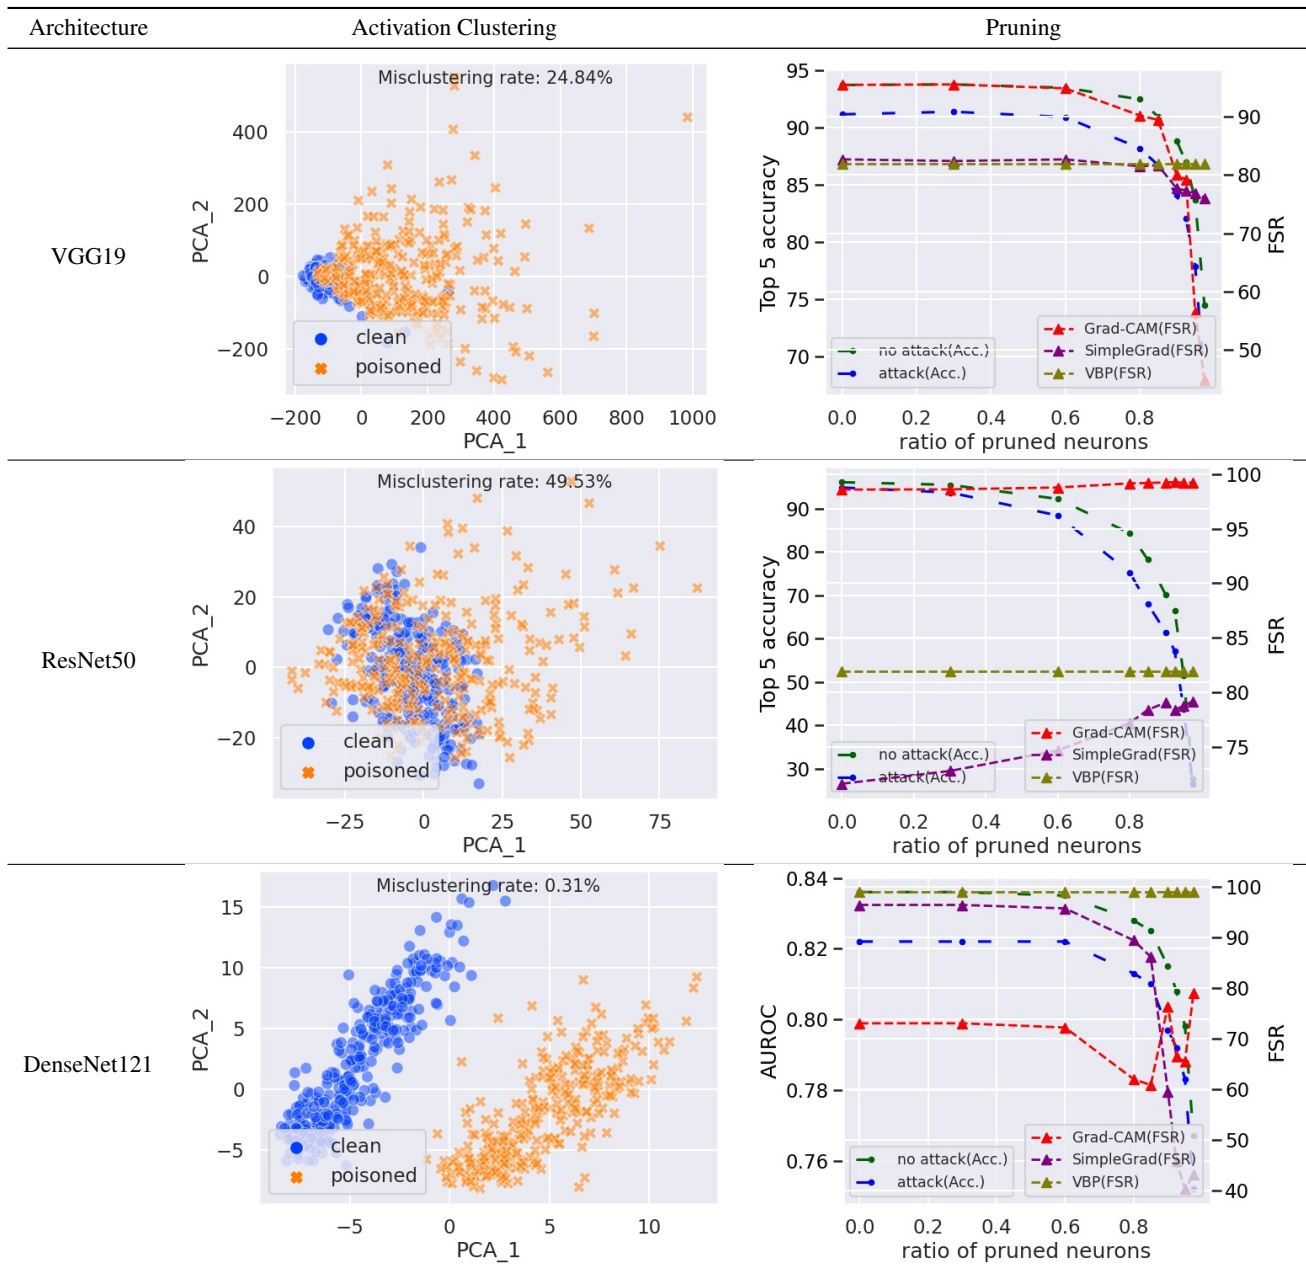 Architecture Activation Clustering Pruning
VGG19
Misclustering rate: 24.84%
PCA_2
400
200
0
−200
clean
poisoned
−200 0 200 400 600 800 1000
PCA_1
Top 5 accuracy
95
90
85
80
75
70
no attack(Acc.)
attack(Acc.)
Grad-CAM(FSR)
SimpleGrad(FSR)
VBP(FSR)
90
80
70
60
50
FSR
0.0 0.2 0.4 0.6 0.8
ratio of pruned neurons
ResNet50
Misclustering rate: 49.53%
PCA_2
40
20
0
−20
clean
poisoned
−25 0 25 50 75
PCA_1
Top 5 accuracy
90
80
70
60
50
40
30
no attack(Acc.)
attack(Acc.)
Grad-CAM(FSR)
SimpleGrad(FSR)
VBP(FSR)
100
95
90
85
80
75
FSR
0.0 0.2 0.4 0.6 0.8
ratio of pruned neurons
DenseNet121
Misclustering rate: 0.31%
PCA_2
15
10
5
0
−5
clean
poisoned
−5 0 5 10
PCA_1
AUROC
0.84
0.82
0.80
0.78
0.76
no attack(Acc.)
attack(Acc.)
Grad-CAM(FSR)
SimpleGrad(FSR)
VBP(FSR)
100
90
80
70
60
50
40
FSR
0.0 0.2 0.4 0.6 0.8
ratio of pruned neurons